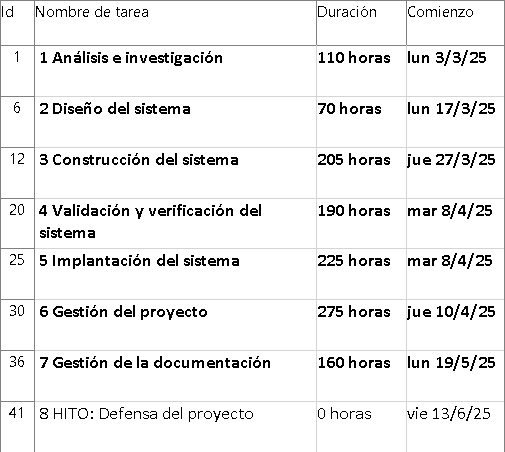 Id Nombre de tarea Duración Comienzo
1 1 Análisis e investigación 110 horas lun 3/3/25
6 2 Diseño del sistema 70 horas lun 17/3/25
12 3 Construcción del sistema 205 horas jue 27/3/25
20 4 Validación y verificación del 190 horas mar 8/4/25
sistema
25 5 Implantación del sistema 225 horas mar 8/4/25
30 6 Gestión del proyecto 275 horas jue 10/4/25
36 7 Gestión de la documentación 160 horas lun 19/5/25
41 8 HITO: Defensa del proyecto 0 horas vie 13/6/25